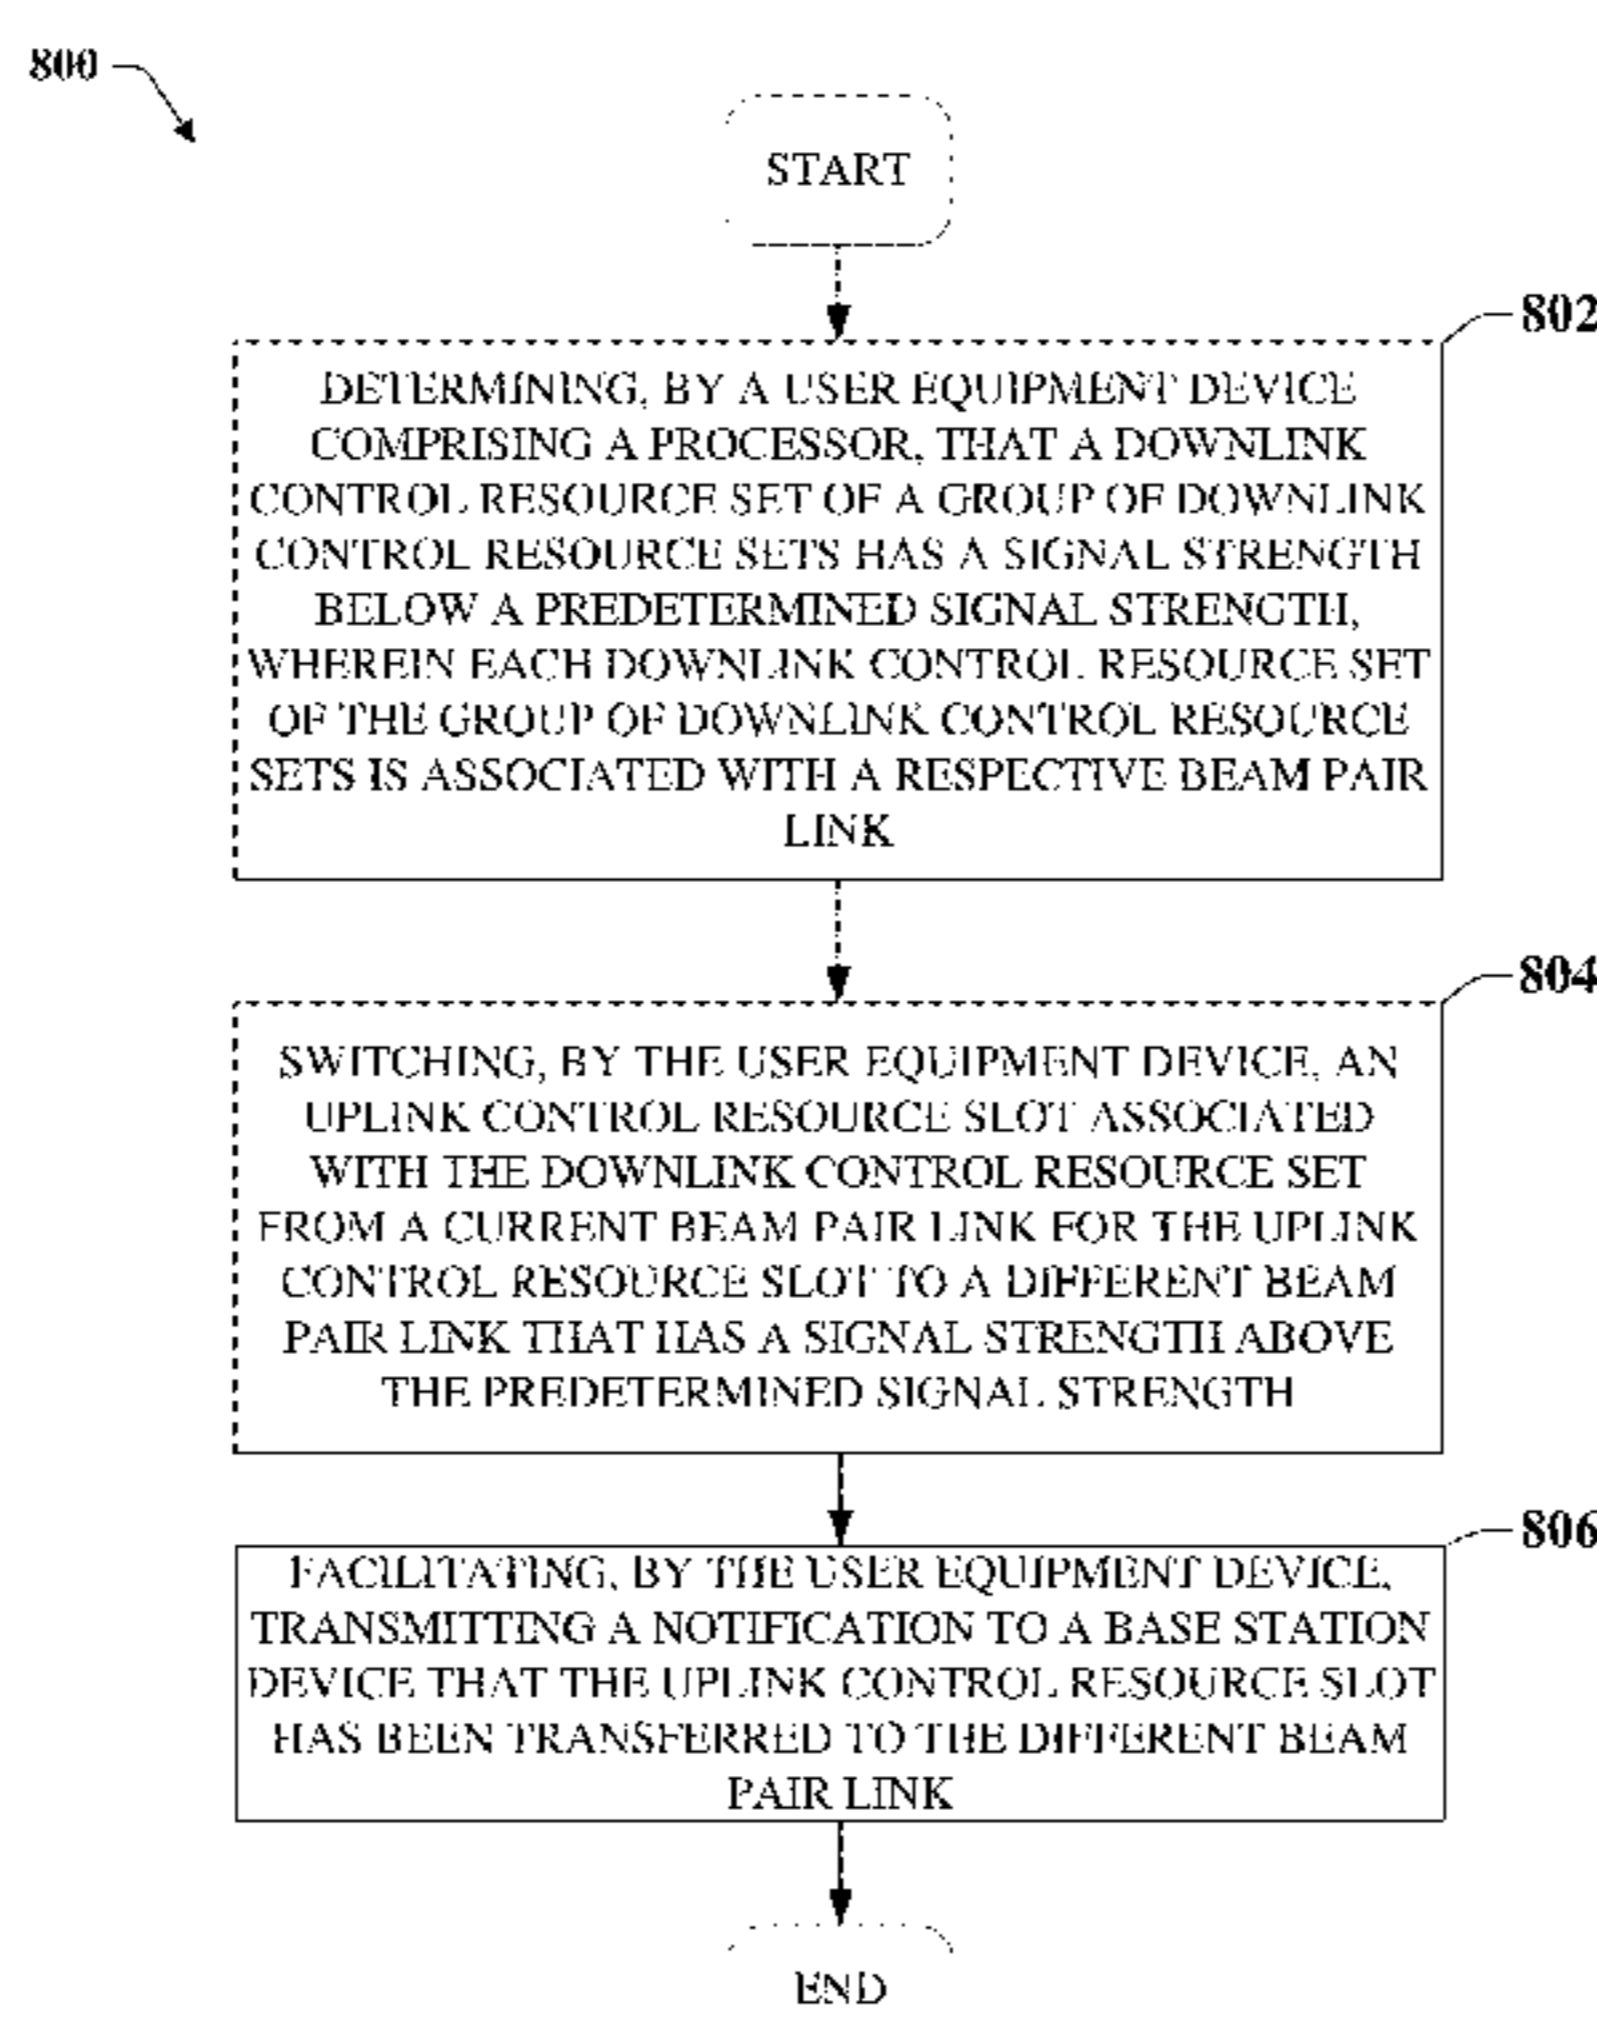 800
START
802
DETERMINING, BY A USER EQUIPMENT DEVICE
COMPRISING A PROCESSOR, THAT A DOWNLINK
CONTROL RESOURCE SET OF A GROUP OF DOWNLINK
CONTROL RESOURCE SETS HAS A SIGNAL STRENGTH
BELOW A PREDETERMINED SIGNAL STRENGTH,
WHEREIN EACH DOWNLINK CONTROL RESOURCE SET
OF THE GROUP OF DOWNLINK CONTROL RESOURCE
SETS IS ASSOCIATED WITH A RESPECTIVE BEAM PAIR
LINK
804
SWITCHING, BY THE USER EQUIPMENT DEVICE, AN
UPLINK CONTROL RESOURCE SLOT ASSOCIATED
WITH THE DOWNLINK CONTROL RESOURCE SET
FROM A CURRENT BEAM PAIR LINK FOR THE UPLINK
CONTROL RESOURCE SLOT TO A DIFFERENT BEAM
PAIR LINK THAT HAS A SIGNAL STRENGTH ABOVE
THE PREDETERMINED SIGNAL STRENGTH
806
FACILITATING, BY THE USER EQUIPMENT DEVICE,
TRANSMITTING A NOTIFICATION TO A BASE STATION
DEVICE THAT THE UPLINK CONTROL RESOURCE SLOT
HAS BEEN TRANSFERRED TO THE DIFFERENT BEAM
PAIR LINK
END